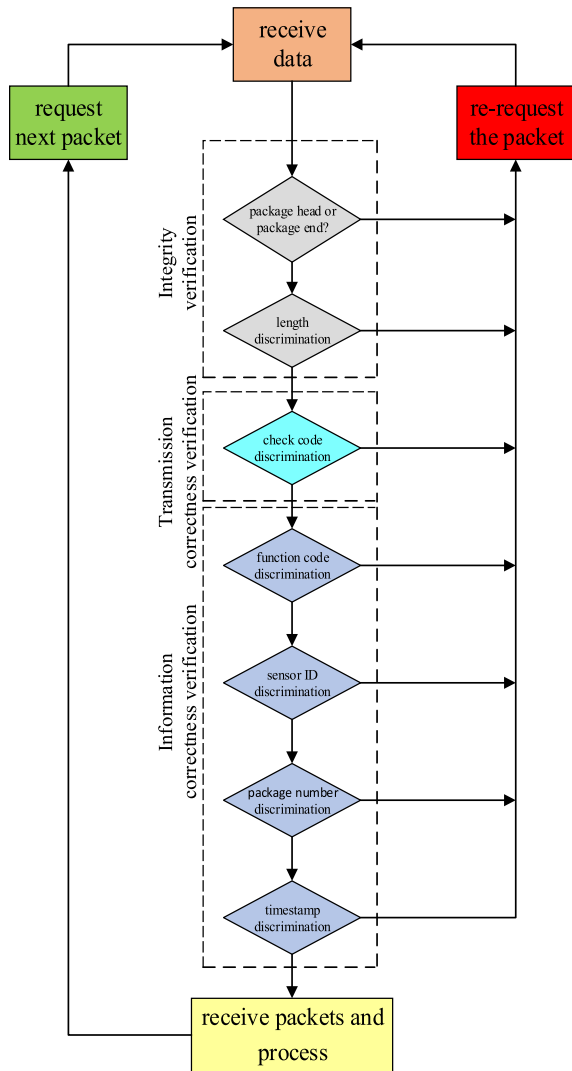 receive
data
request
next packet
re-request
the packet
Integrity
verification
package head or
package end?
length
discrimination
Transmission
correctness verification
check code
discrimination
Information
correctness verification
function code
discrimination
sensor ID
discrimination
package number
discrimination
timestamp
discrimination
receive packets and
process